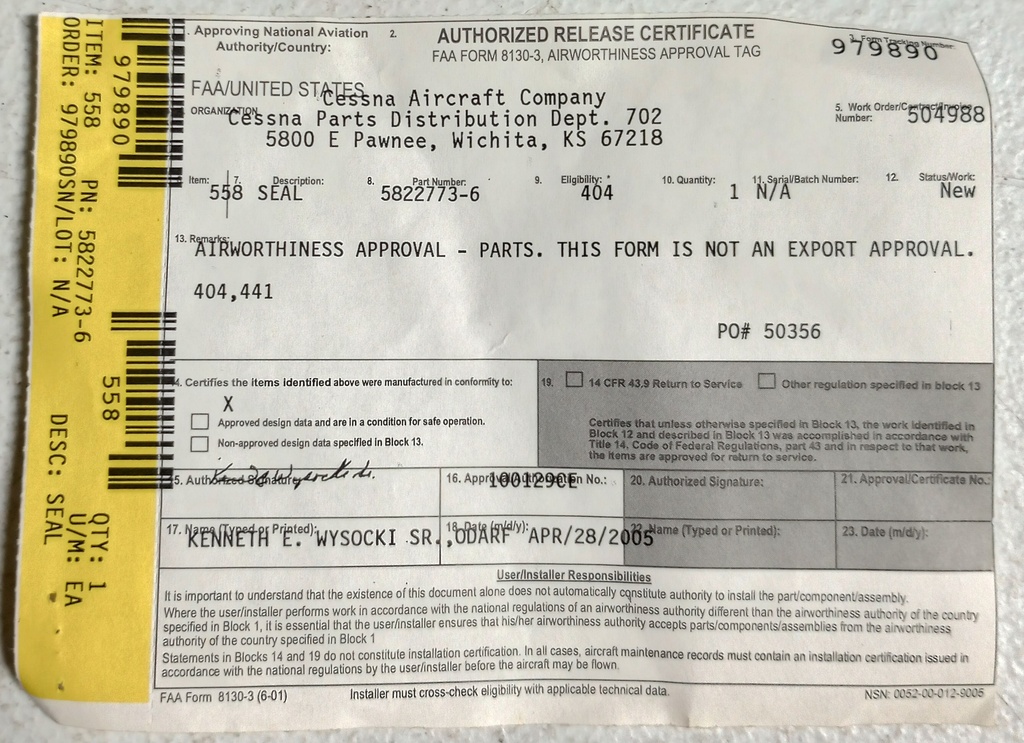 ITEM: 558 PN: 5822773-6 QTY: 1
ORDER: 979890SN/LOT: N/A DESC: SEAL U/M: EA
979890
558
1. Approving National Aviation Authority/Country:
FAA/UNITED STATES
2. AUTHORIZED RELEASE CERTIFICATE
FAA FORM 8130-3, AIRWORTHINESS APPROVAL TAG
3. Form Tracking Number:
979890
ORGANIZATION
Cessna Aircraft Company
Cessna Parts Distribution Dept. 702
5800 E Pawnee, Wichita, KS 67218
5. Work Order/Contract/Invoice Number:
504988
Item: 7. Description: 8. Part Number: 9. Eligibility: * 10. Quantity: 11. Serial/Batch Number: 12. Status/Work:
558 SEAL 5822773-6 404 1 N/A New
13. Remarks:
AIRWORTHINESS APPROVAL - PARTS. THIS FORM IS NOT AN EXPORT APPROVAL.
404,441
PO# 50356
14. Certifies the items identified above were manufactured in conformity to:
X
Approved design data and are in a condition for safe operation.
Non-approved design data specified in Block 13.
19. 14 CFR 43.9 Return to Service Other regulation specified in block 13
Certifies that unless otherwise specified in Block 13, the work identified in
Block 12 and described in Block 13 was accomplished in accordance with
Title 14, Code of Federal Regulations, part 43 and in respect to that work,
the items are approved for return to service.
15. Authorized Signature:
16. Approval/Authorization No.:
100129CE
20. Authorized Signature:
21. Approval/Certificate No.:
17. Name (Typed or Printed):
KENNETH E. WYSOCKI SR.,ODARF
18. Date (m/d/y):
APR/28/2005
22. Name (Typed or Printed):
23. Date (m/d/y):
User/Installer Responsibilities
It is important to understand that the existence of this document alone does not automatically constitute authority to install the part/component/assembly.
Where the user/installer performs work in accordance with the national regulations of an airworthiness authority different than the airworthiness authority of the country
specified in Block 1, it is essential that the user/installer ensures that his/her airworthiness authority accepts parts/components/assemblies from the airworthiness
authority of the country specified in Block 1
Statements in Blocks 14 and 19 do not constitute installation certification. In all cases, aircraft maintenance records must contain an installation certification issued in
accordance with the national regulations by the user/installer before the aircraft may be flown.
FAA Form 8130-3 (6-01) Installer must cross-check eligibility with applicable technical data. NSN: 0052-00-012-9005